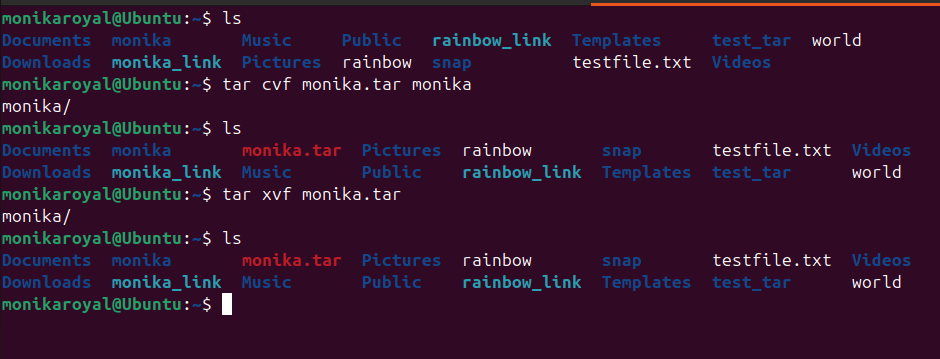 monikaroyal@Ubuntu:~$ ls
Documents monika Music Public rainbow_link Templates test_tar world
Downloads monika_link Pictures rainbow snap testfile.txt Videos
monikaroyal@Ubuntu:~$ tar cvf monika.tar monika
monika/
monikaroyal@Ubuntu:~$ ls
Documents monika monika.tar Pictures rainbow snap testfile.txt Videos
Downloads monika_link Music Public rainbow_link Templates test_tar world
monikaroyal@Ubuntu:~$ tar xvf monika.tar
monika/
monikaroyal@Ubuntu:~$ ls
Documents monika monika.tar Pictures rainbow snap testfile.txt Videos
Downloads monika_link Music Public rainbow_link Templates test_tar world
monikaroyal@Ubuntu:~$